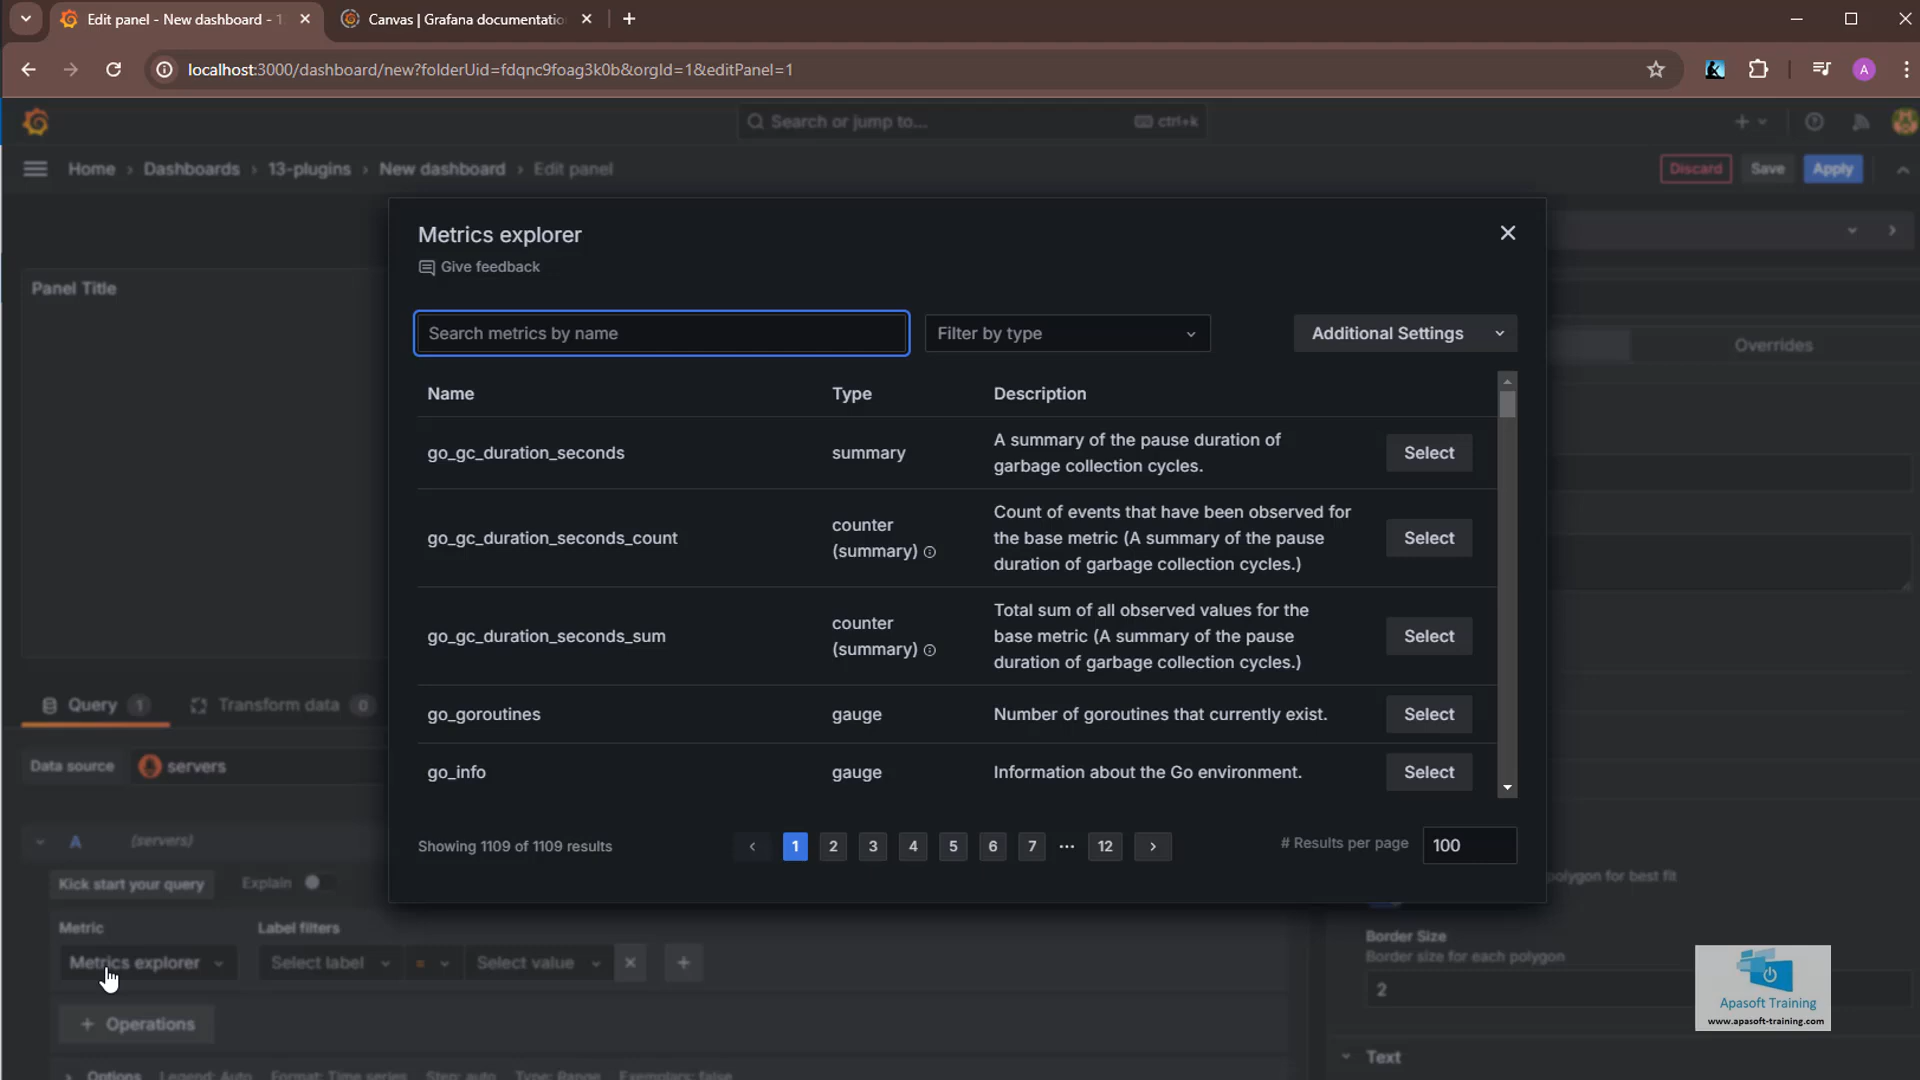 Edit panel - New dashboard - 1
Canvas | Grafana documentatio
localhost:3000/dashboard/new?folderUid=fdqnc9foag3k0b&orgId=1&editPanel=1
A
Search or jump to...
ctrl+k
Home › Dashboards › 13-plugins › New dashboard › Edit panel
Discard
Save
Apply
Metrics explorer
Give feedback
Panel Title
Search metrics by name
Filter by type
Additional Settings
Overrides
Name
Type
Description
go_gc_duration_seconds
summary
A summary of the pause duration of
garbage collection cycles.
Select
go_gc_duration_seconds_count
counter
(summary)
Count of events that have been observed for
the base metric (A summary of the pause
duration of garbage collection cycles.)
Select
go_gc_duration_seconds_sum
counter
(summary)
Total sum of all observed values for the
base metric (A summary of the pause
duration of garbage collection cycles.)
Select
go_goroutines
gauge
Number of goroutines that currently exist.
Select
go_info
gauge
Information about the Go environment.
Select
Query 1
Transform data 0
Data source
servers
Showing 1109 of 1109 results
1 2 3 4 5 6 7 ... 12
# Results per page
100
A
(servers)
Kick start your query
Explain
polygon for best fit
Metric
Label filters
Metrics explorer
Select label
=
Select value
Border Size
Border size for each polygon
2
+ Operations
Text
Options Legend: Auto Format: Time series Step: auto Type: Range Exemplars: false
Apasoft Training
www.apasoft-training.com